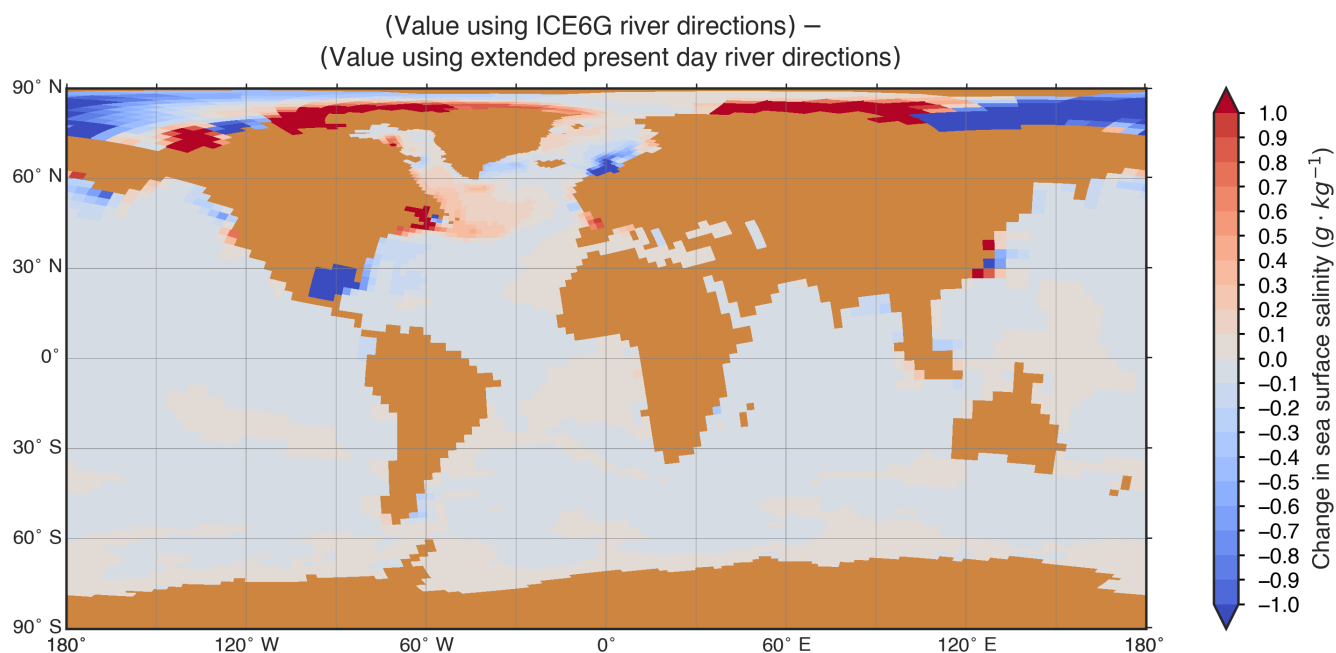 (Value using ICE6G river directions) −
(Value using extended present day river directions)
90° N
60° N
30° N
0°
30° S
60° S
90° S
180°
120° W
60° W
0°
60° E
120° E
180°
1.0
0.9
0.8
0.7
0.6
0.5
0.4
0.3
0.2
0.1
0.0
−0.1
−0.2
−0.3
−0.4
−0.5
−0.6
−0.7
−0.8
−0.9
−1.0
Change in sea surface salinity (g · kg⁻¹)